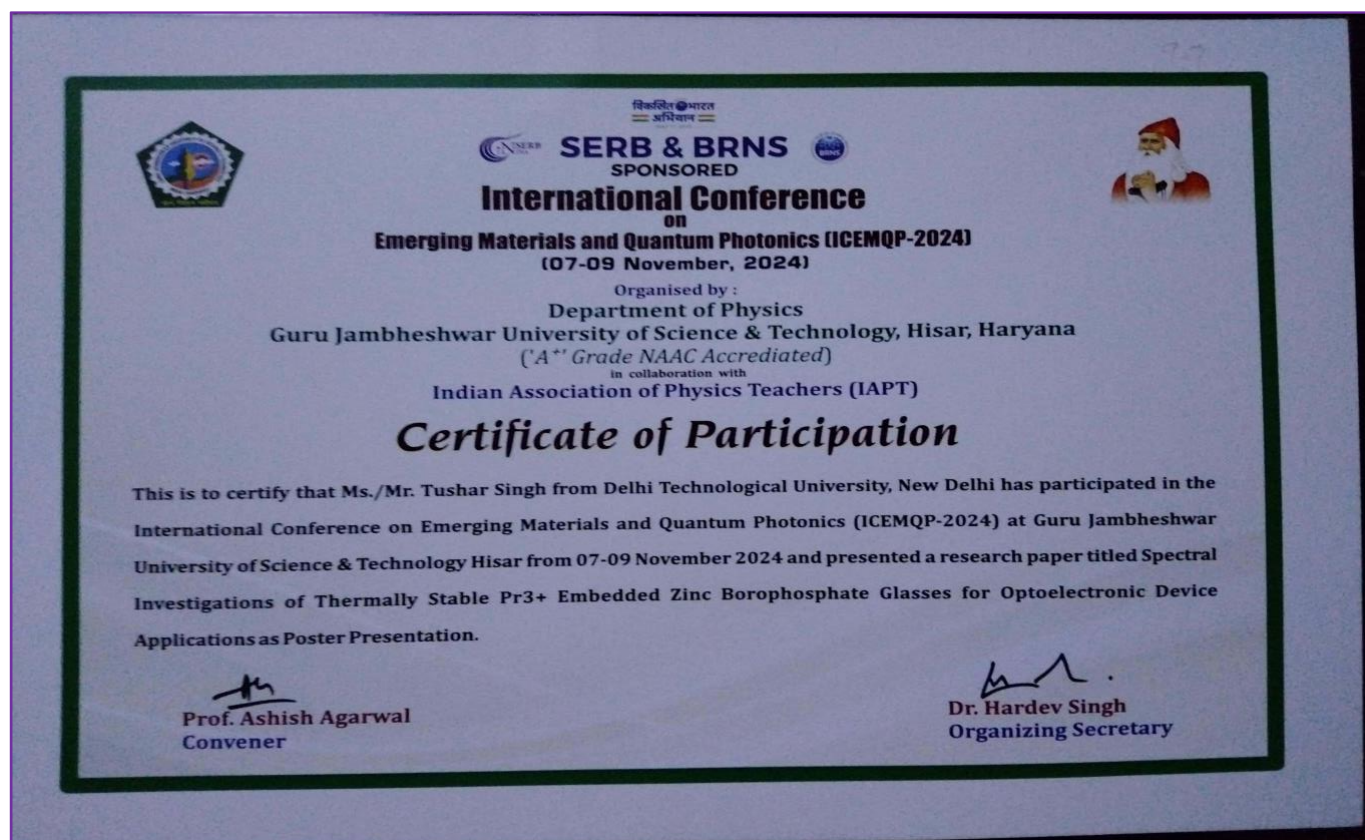 विकसित भारत
अभियान
SERB
SERB & BRNS
BRNS
SPONSORED
International Conference
on
Emerging Materials and Quantum Photonics (ICEMQP-2024)
(07-09 November, 2024)
Organised by :
Department of Physics
Guru Jambheshwar University of Science & Technology, Hisar, Haryana
('A+' Grade NAAC Accrediated)
in collaboration with
Indian Association of Physics Teachers (IAPT)
Certificate of Participation
This is to certify that Ms./Mr. Tushar Singh from Delhi Technological University, New Delhi has participated in the
International Conference on Emerging Materials and Quantum Photonics (ICEMQP-2024) at Guru Jambheshwar
University of Science & Technology Hisar from 07-09 November 2024 and presented a research paper titled Spectral
Investigations of Thermally Stable Pr3+ Embedded Zinc Borophosphate Glasses for Optoelectronic Device
Applications as Poster Presentation.
Prof. Ashish Agarwal
Convener
Dr. Hardev Singh
Organizing Secretary